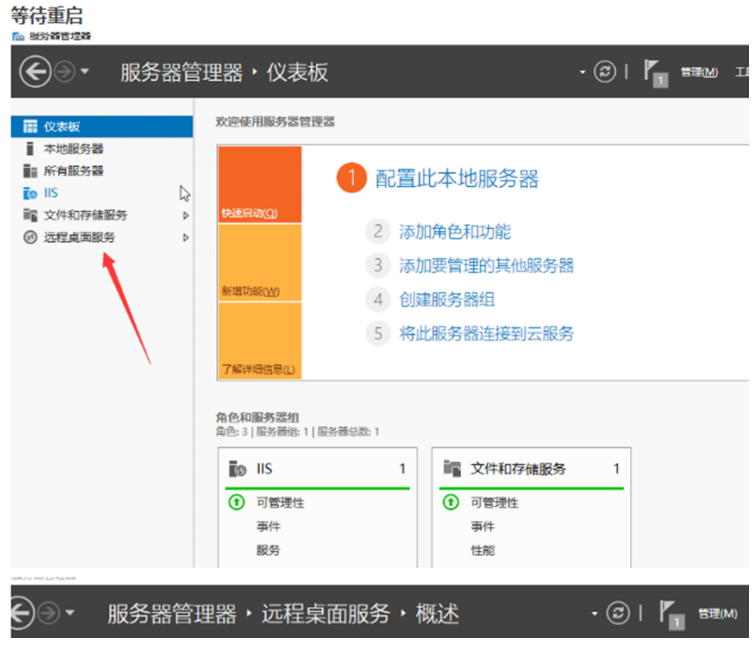 等待重启
服务器管理器
服务器管理器 · 仪表板
1
管理(M)
仪表板
本地服务器
所有服务器
IIS
文件和存储服务
远程桌面服务
欢迎使用服务器管理器
快速启动(Q)
新增功能(W)
了解详细信息(L)
1 配置此本地服务器
2 添加角色和功能
3 添加要管理的其他服务器
4 创建服务器组
5 将此服务器连接到云服务
角色和服务器组
角色: 3 | 服务器组: 1 | 服务器总数: 1
IIS 1
可管理性
事件
服务
文件和存储服务 1
可管理性
事件
性能
服务器管理器 · 远程桌面服务 · 概述
1
管理(M)